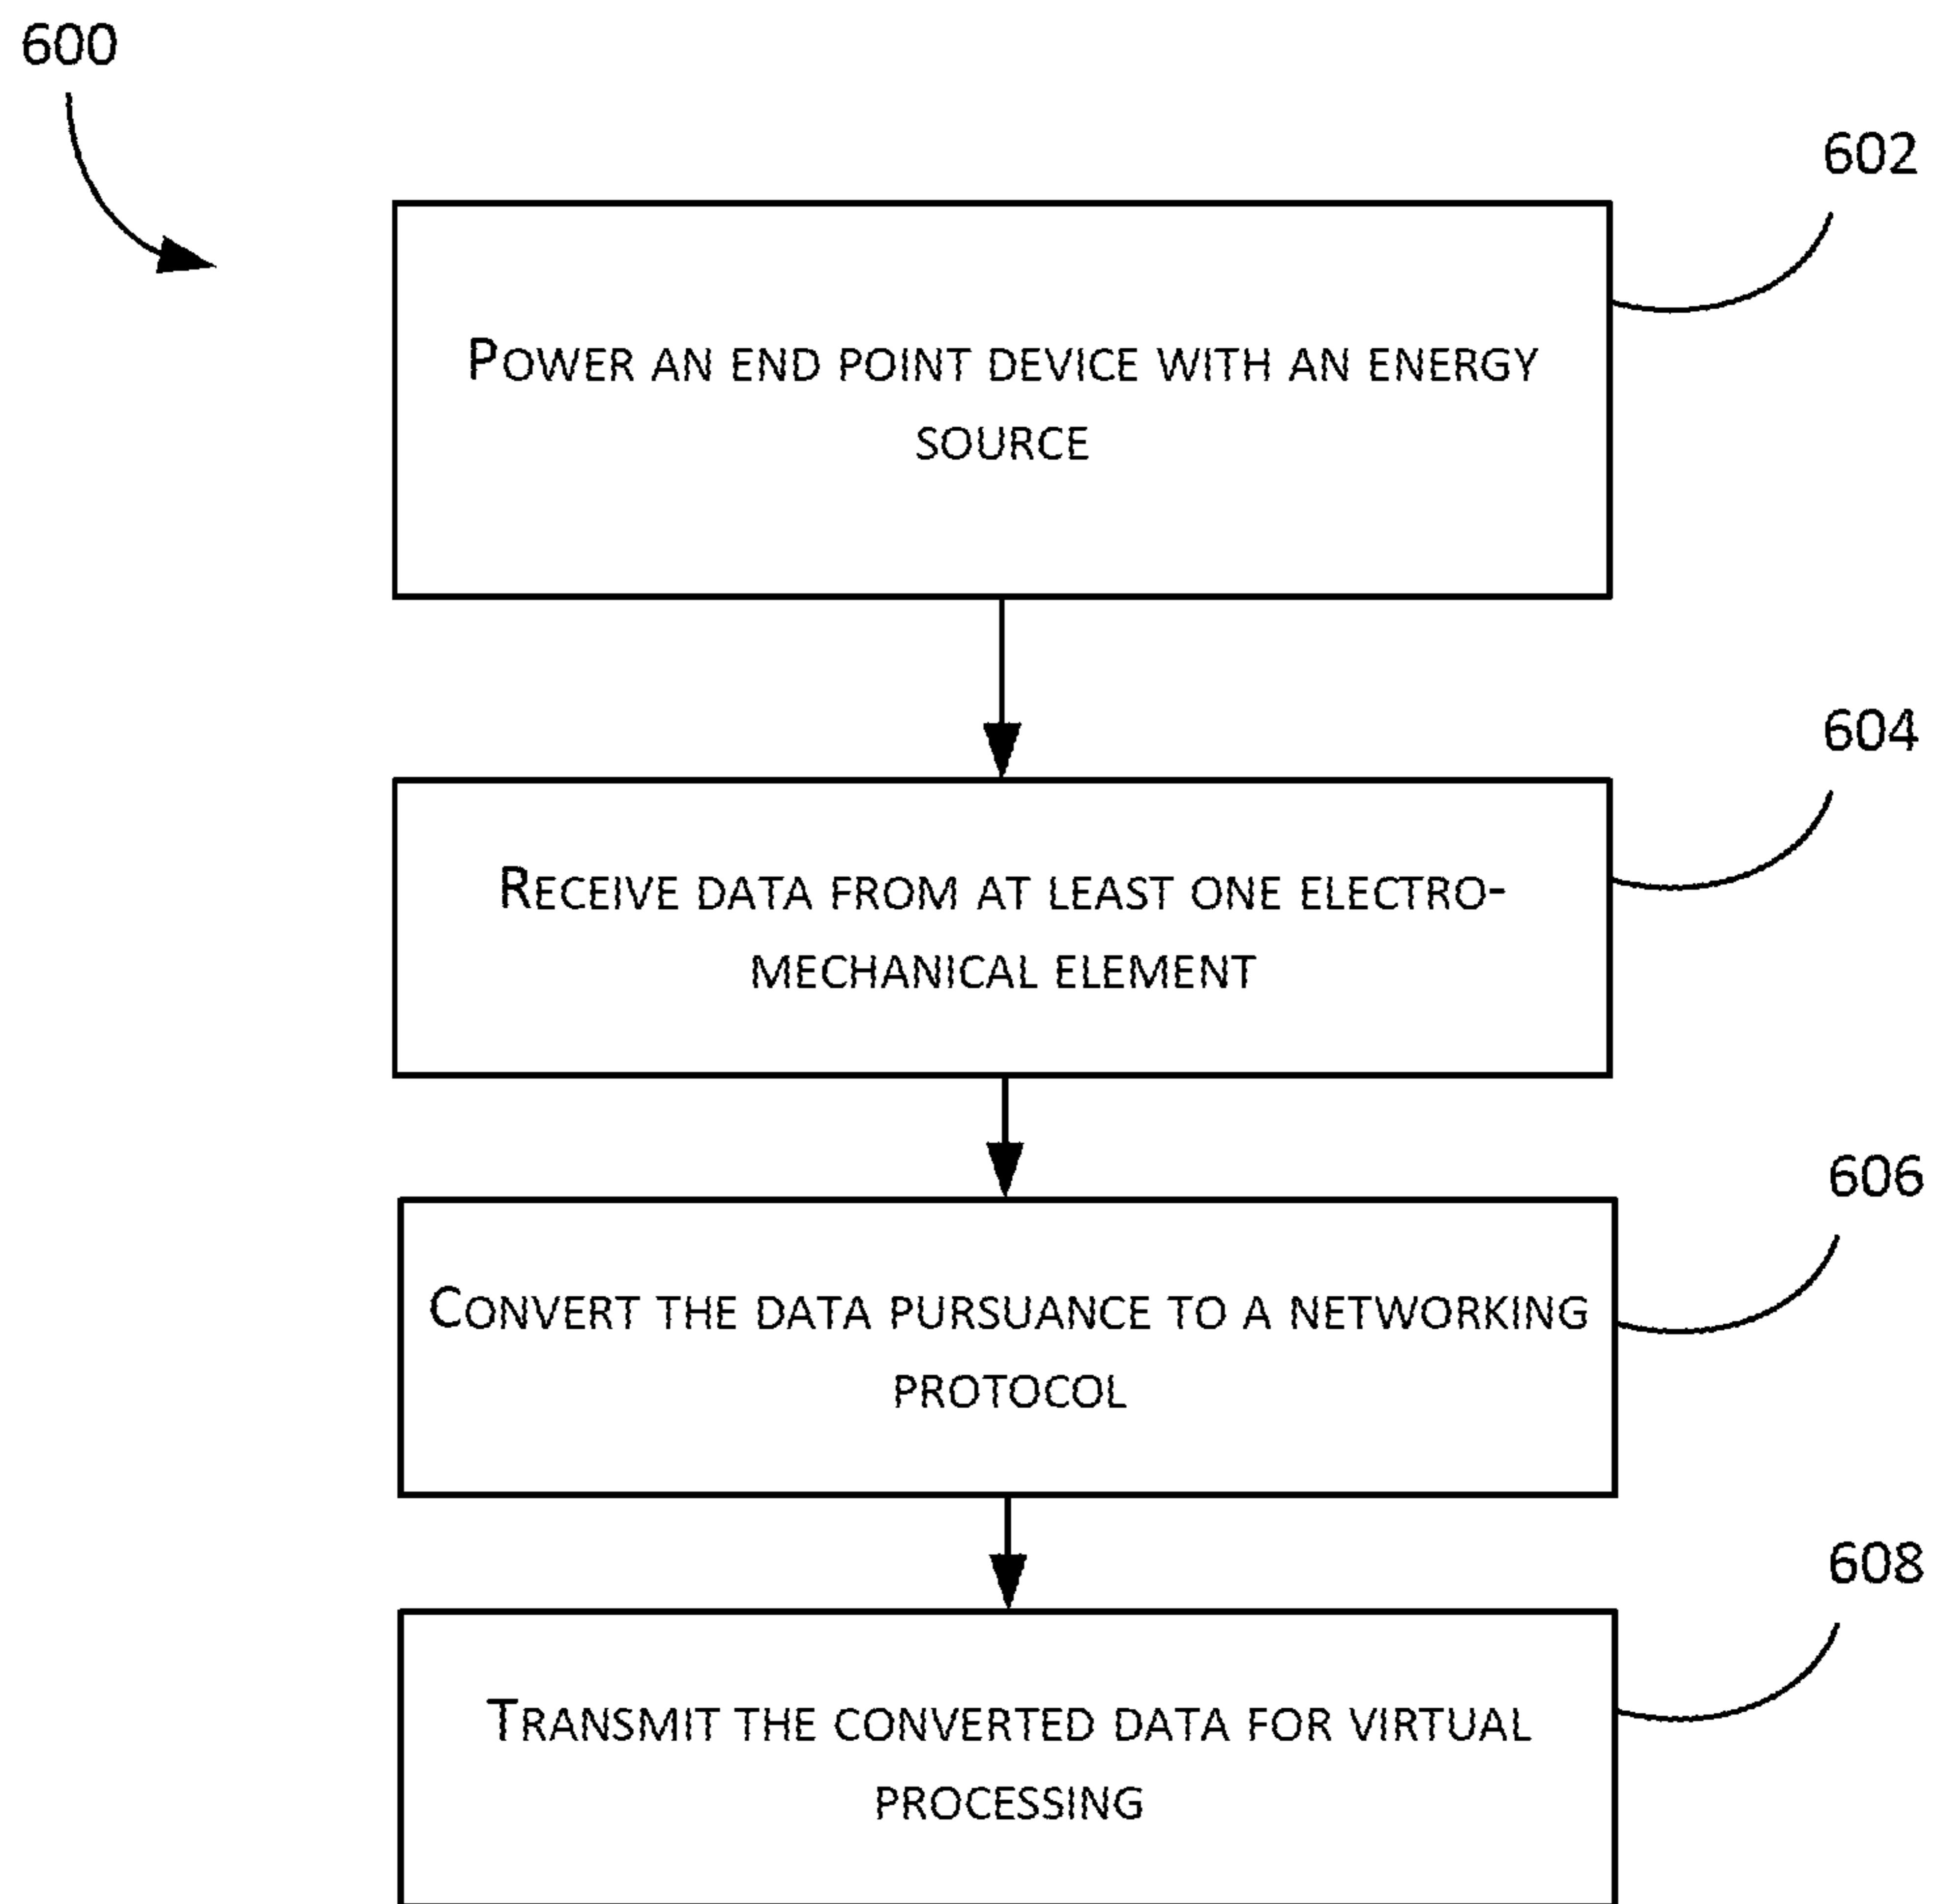 600
602
POWER AN END POINT DEVICE WITH AN ENERGY
SOURCE
604
RECEIVE DATA FROM AT LEAST ONE ELECTRO-
MECHANICAL ELEMENT
606
CONVERT THE DATA PURSUANCE TO A NETWORKING
PROTOCOL
608
TRANSMIT THE CONVERTED DATA FOR VIRTUAL
PROCESSING